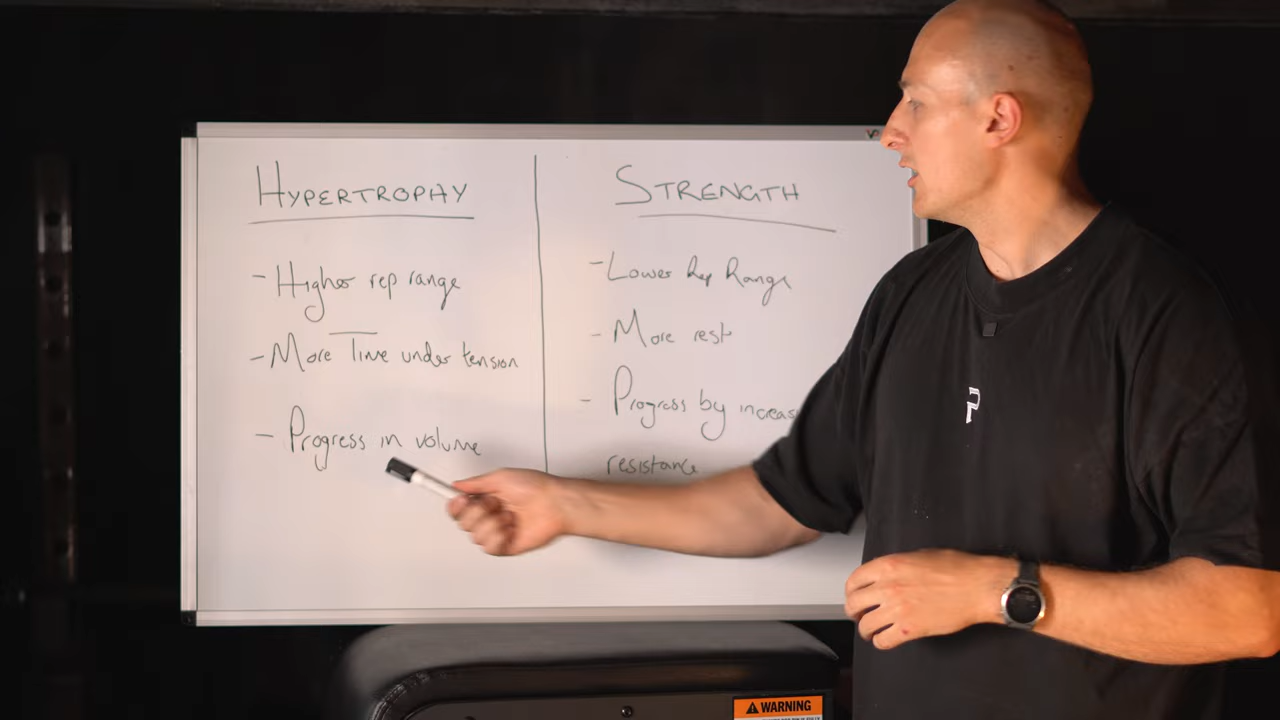 HYPERTROPHY
- Higher rep range
- More Time under tension
- Progress in volume
STRENGTH
- Lower Rep Range
- More rest
- Progress by increas
resistance
WARNING